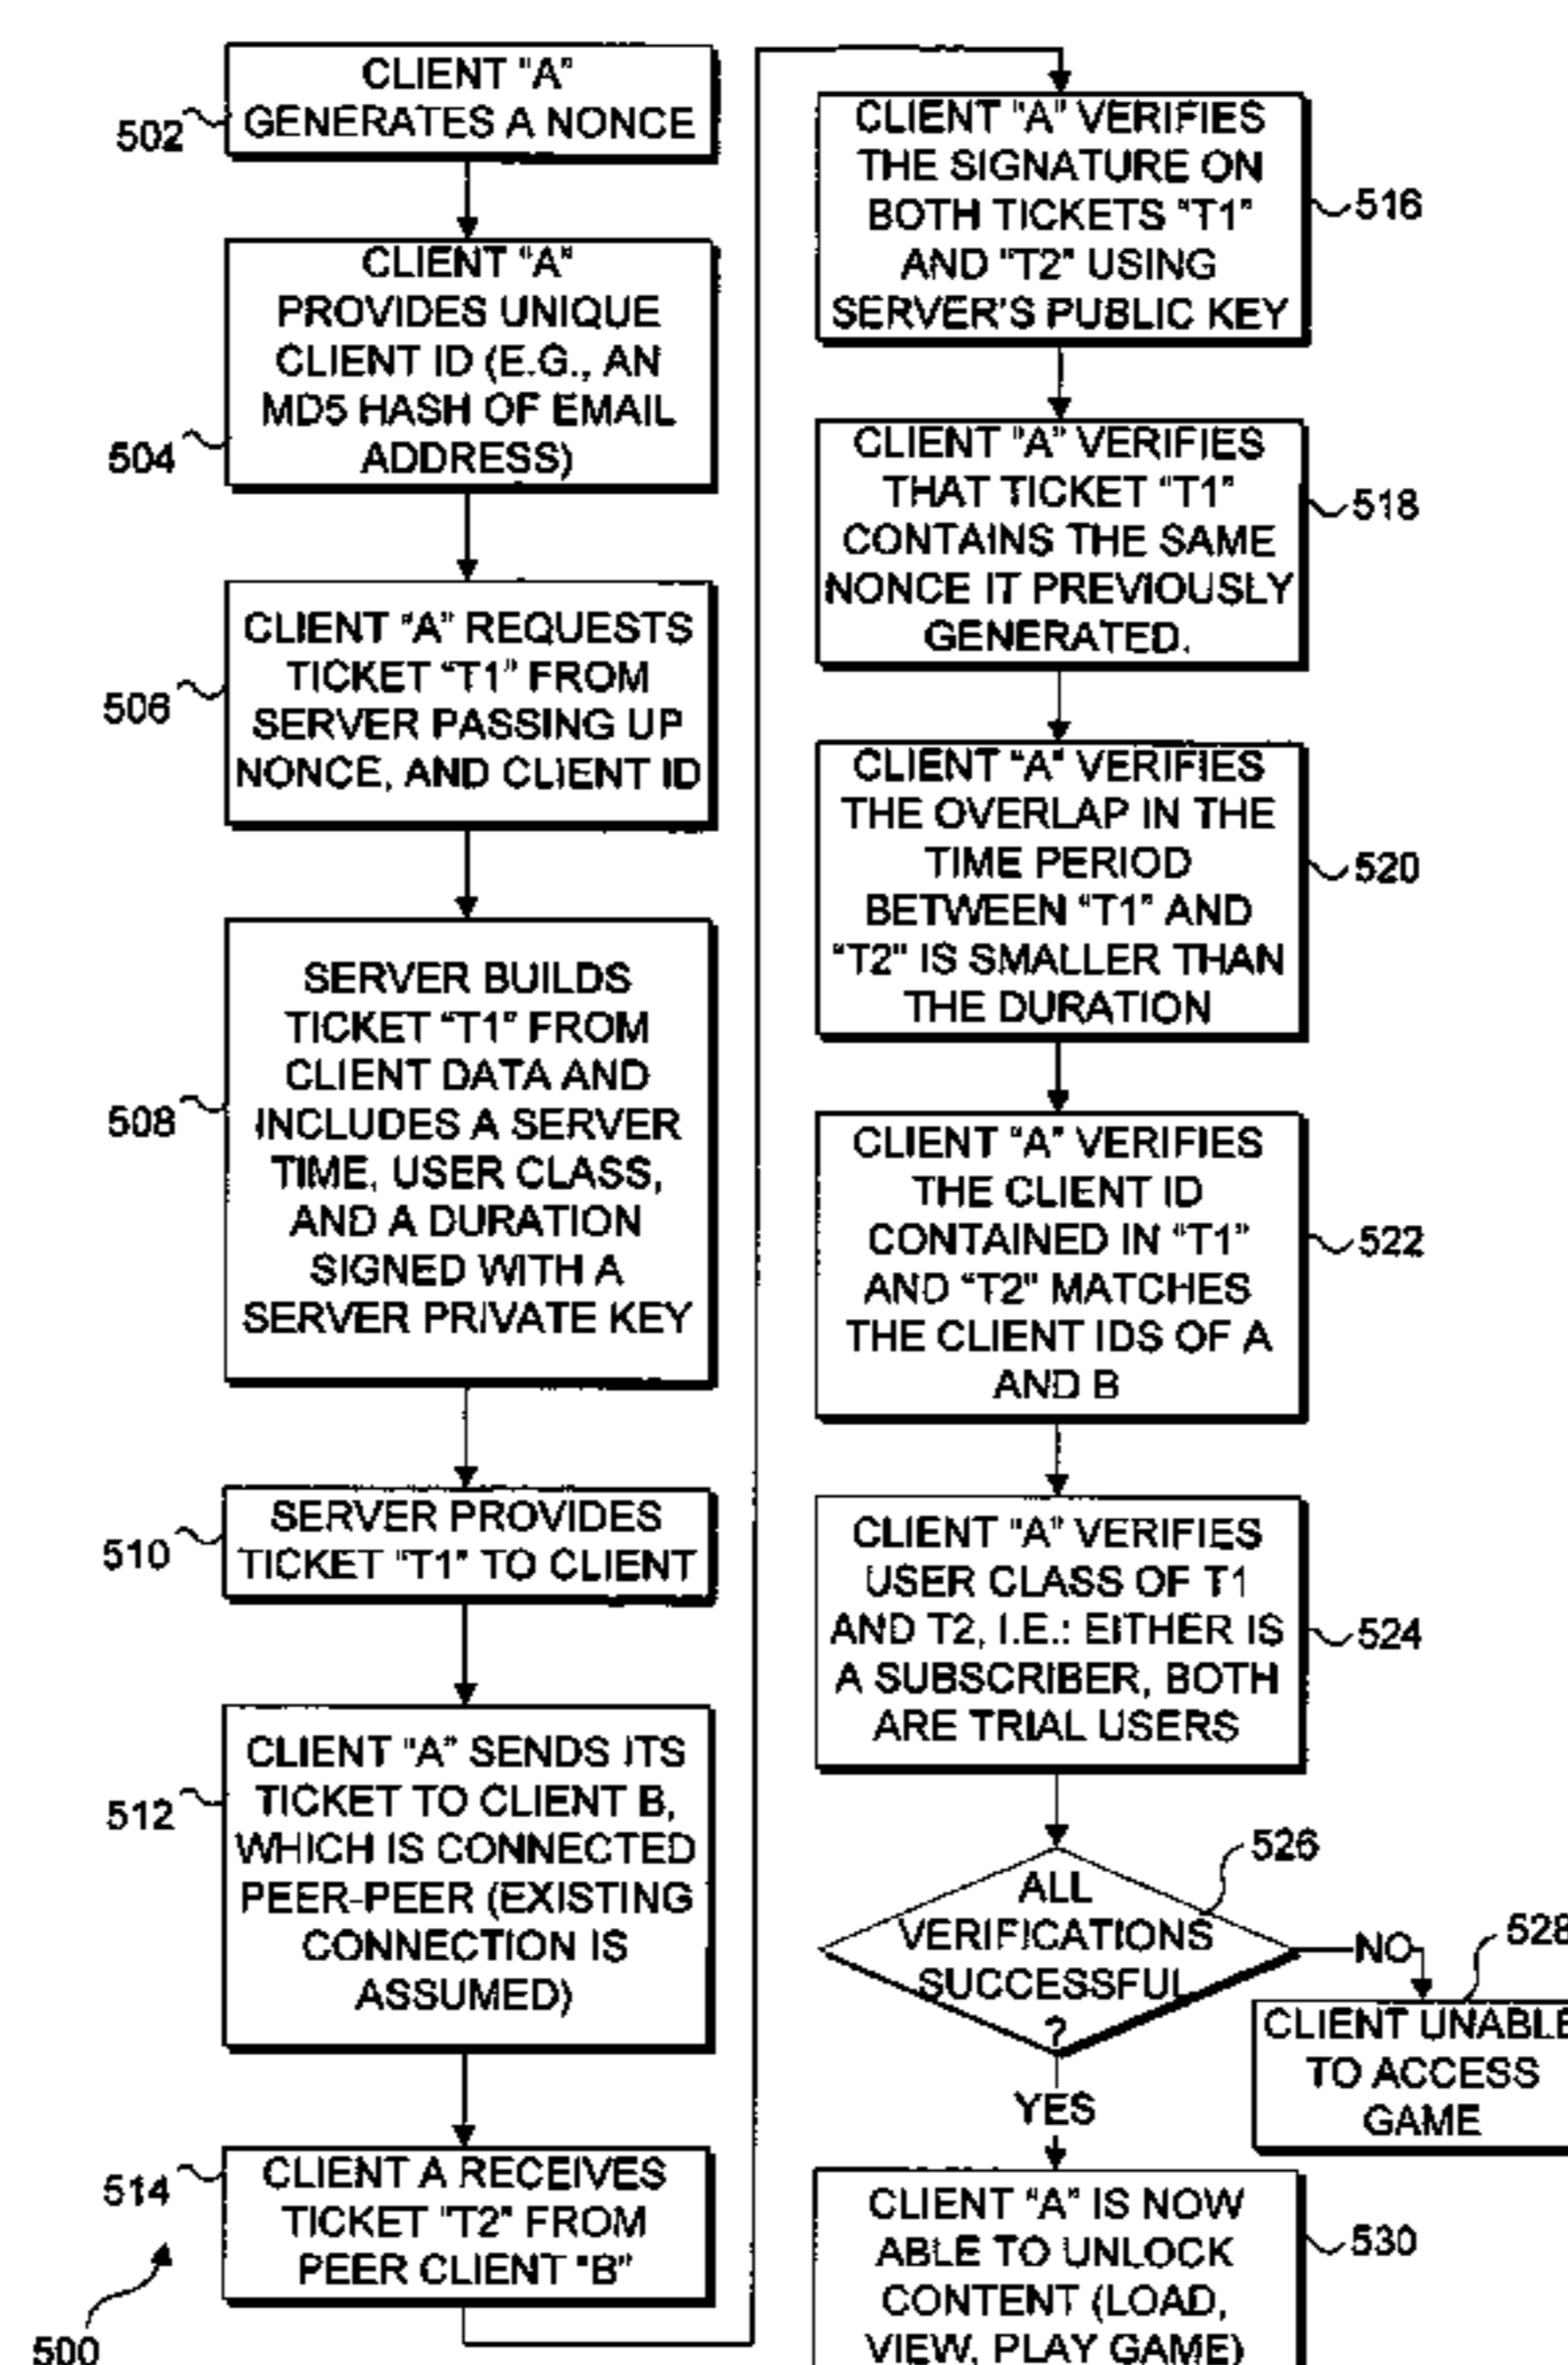 CLIENT "A"
GENERATES A NONCE
502
CLIENT "A"
PROVIDES UNIQUE
CLIENT ID (E.G., AN
MD5 HASH OF EMAIL
ADDRESS)
504
CLIENT "A" REQUESTS
TICKET "T1" FROM
SERVER PASSING UP
NONCE, AND CLIENT ID
506
SERVER BUILDS
TICKET "T1" FROM
CLIENT DATA AND
INCLUDES A SERVER
TIME, USER CLASS,
AND A DURATION
SIGNED WITH A
SERVER PRIVATE KEY
508
SERVER PROVIDES
TICKET "T1" TO CLIENT
510
CLIENT "A" SENDS ITS
TICKET TO CLIENT B,
WHICH IS CONNECTED
PEER-PEER (EXISTING
CONNECTION IS
ASSUMED)
512
CLIENT A RECEIVES
TICKET "T2" FROM
PEER CLIENT "B"
514
500
CLIENT "A" VERIFIES
THE SIGNATURE ON
BOTH TICKETS "T1"
AND "T2" USING
SERVER'S PUBLIC KEY
516
CLIENT "A" VERIFIES
THAT TICKET "T1"
CONTAINS THE SAME
NONCE IT PREVIOUSLY
GENERATED.
518
CLIENT "A" VERIFIES
THE OVERLAP IN THE
TIME PERIOD
BETWEEN "T1" AND
"T2" IS SMALLER THAN
THE DURATION
520
CLIENT "A" VERIFIES
THE CLIENT ID
CONTAINED IN "T1"
AND "T2" MATCHES
THE CLIENT IDS OF A
AND B
522
CLIENT "A" VERIFIES
USER CLASS OF T1
AND T2, I.E.: EITHER IS
A SUBSCRIBER, BOTH
ARE TRIAL USERS
524
ALL
VERIFICATIONS
SUCCESSFUL
?
526
NO
528
CLIENT UNABLE
TO ACCESS
GAME
YES
CLIENT "A" IS NOW
ABLE TO UNLOCK
CONTENT (LOAD,
VIEW, PLAY GAME)
530